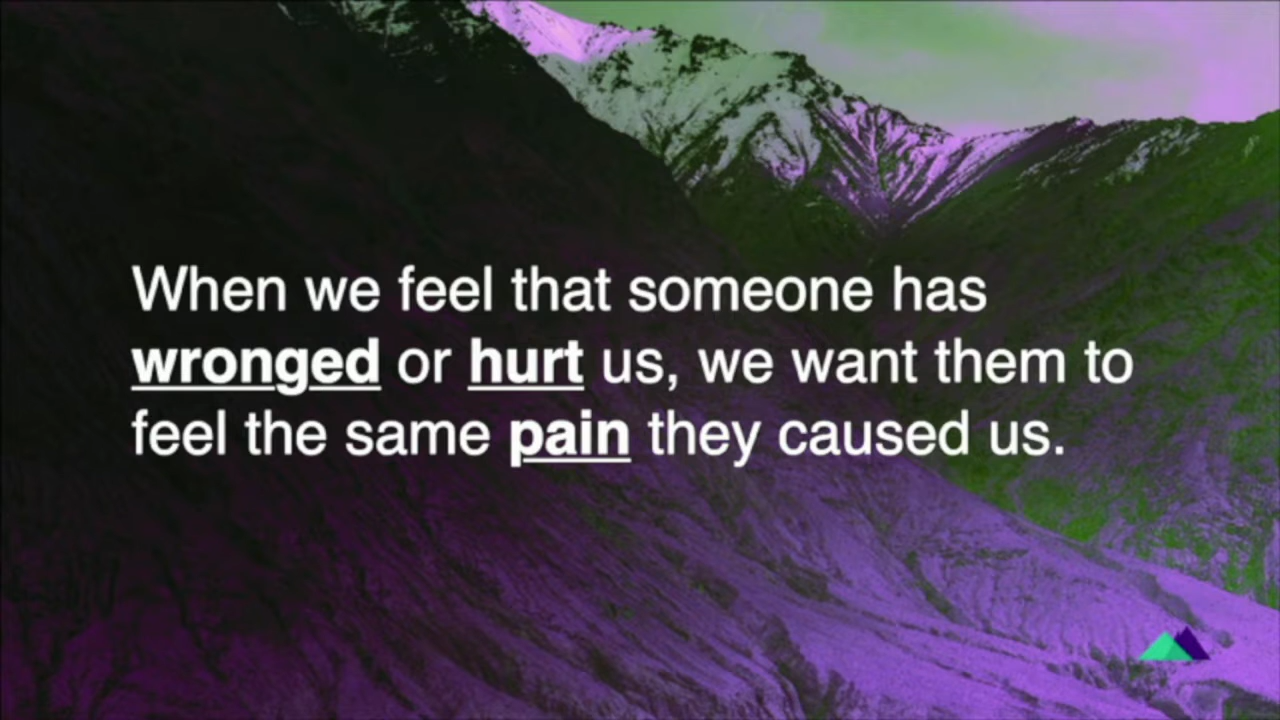 When we feel that someone has
wronged or hurt us, we want them to
feel the same pain they caused us.